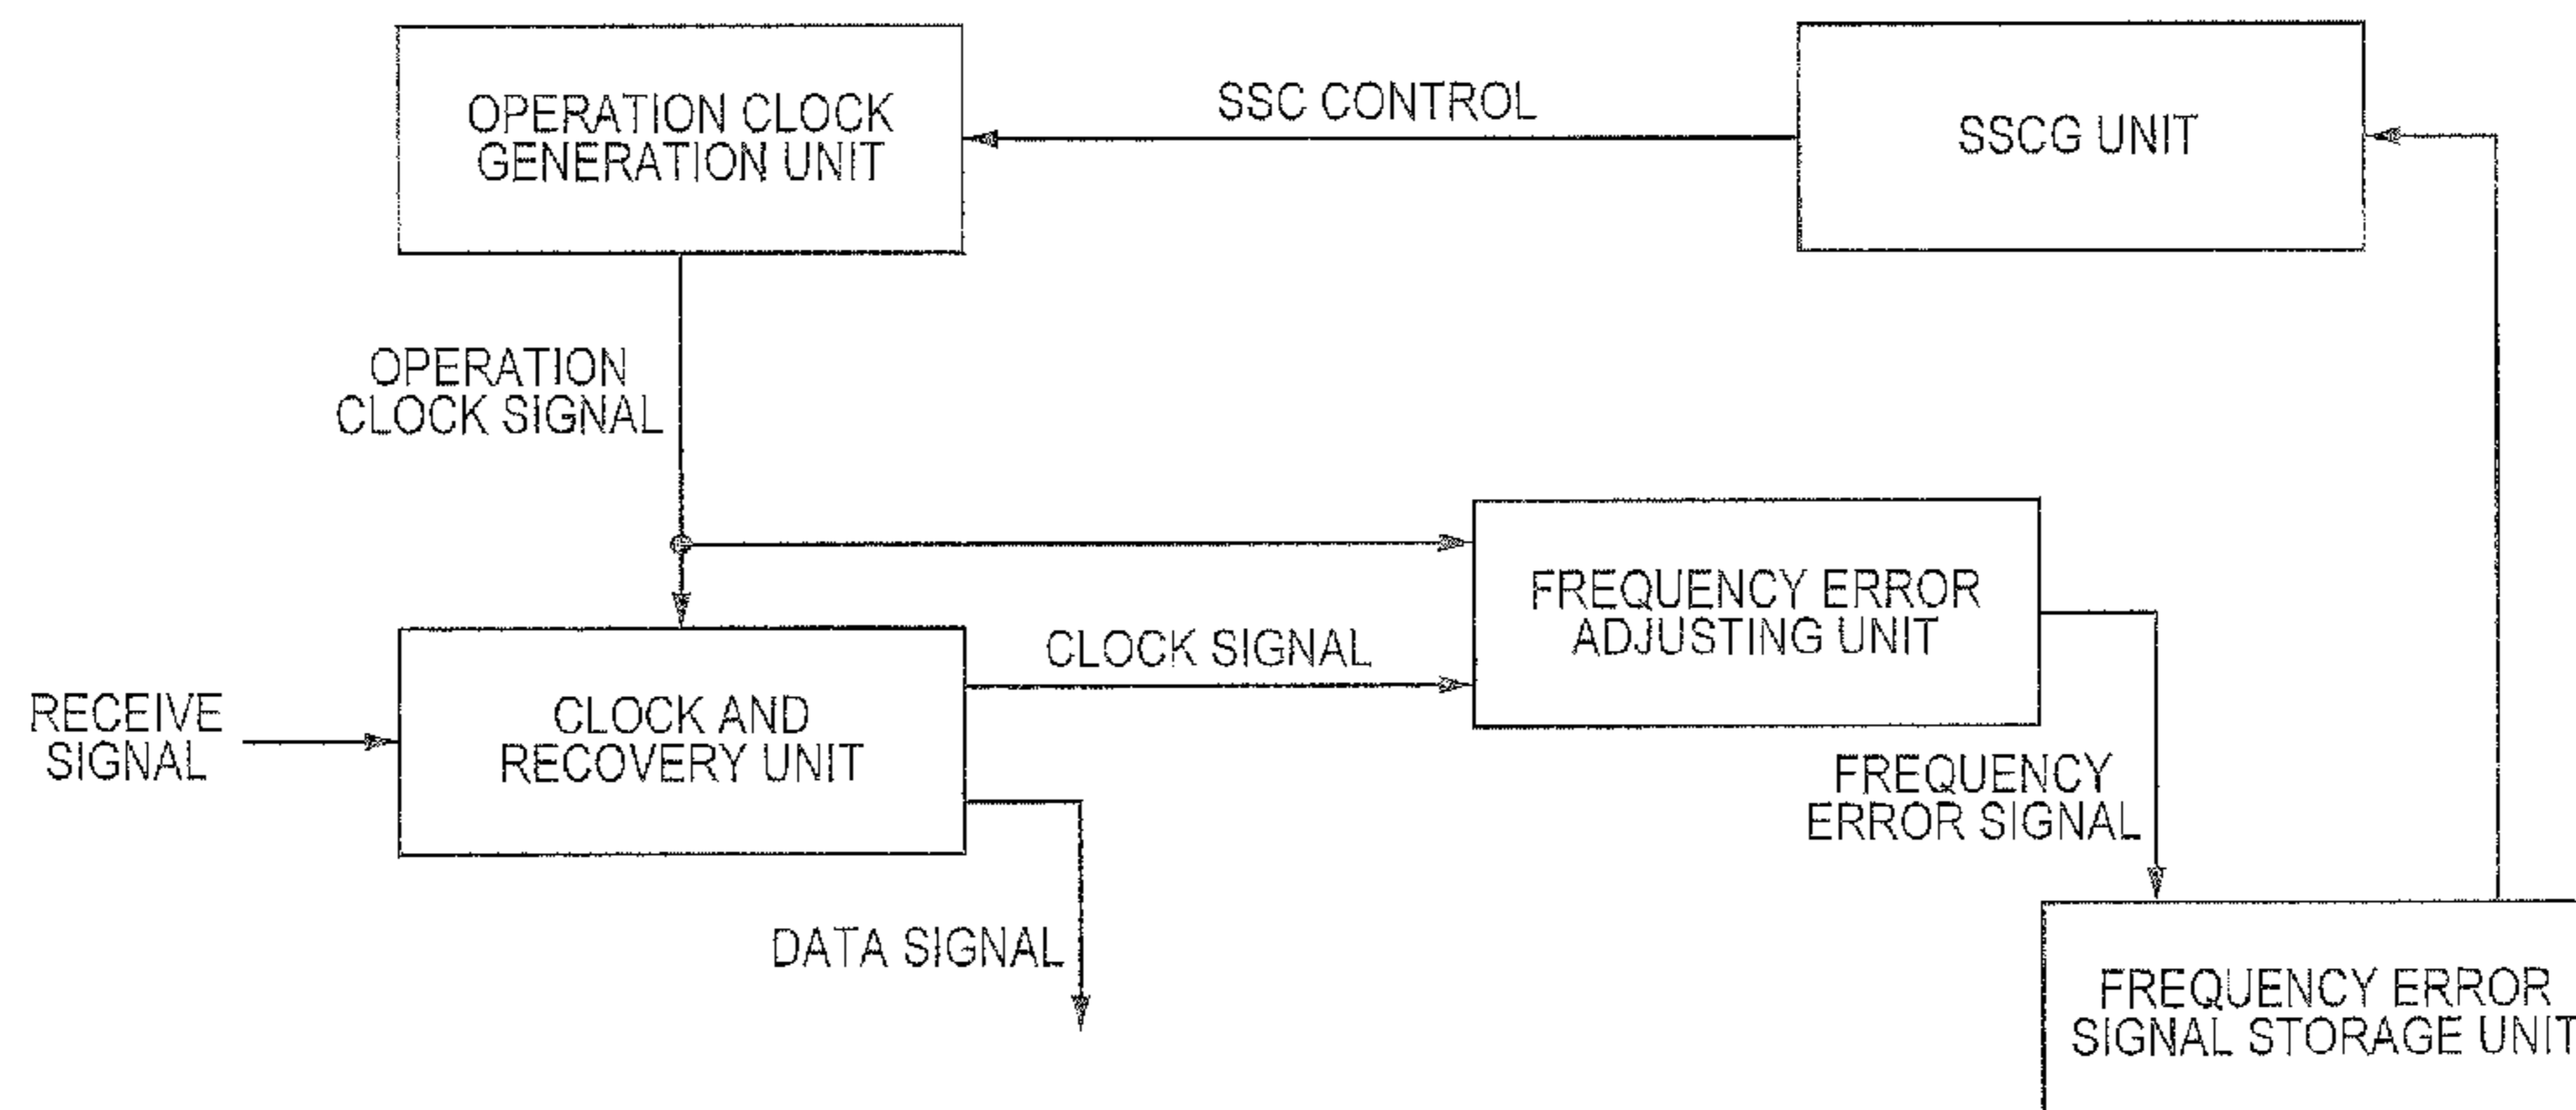 OPERATION CLOCK
GENERATION UNIT
SSC CONTROL
SSCG UNIT
OPERATION
CLOCK SIGNAL
FREQUENCY ERROR
ADJUSTING UNIT
CLOCK SIGNAL
RECEIVE
SIGNAL
CLOCK AND
RECOVERY UNIT
FREQUENCY
ERROR SIGNAL
DATA SIGNAL
FREQUENCY ERROR
SIGNAL STORAGE UNIT